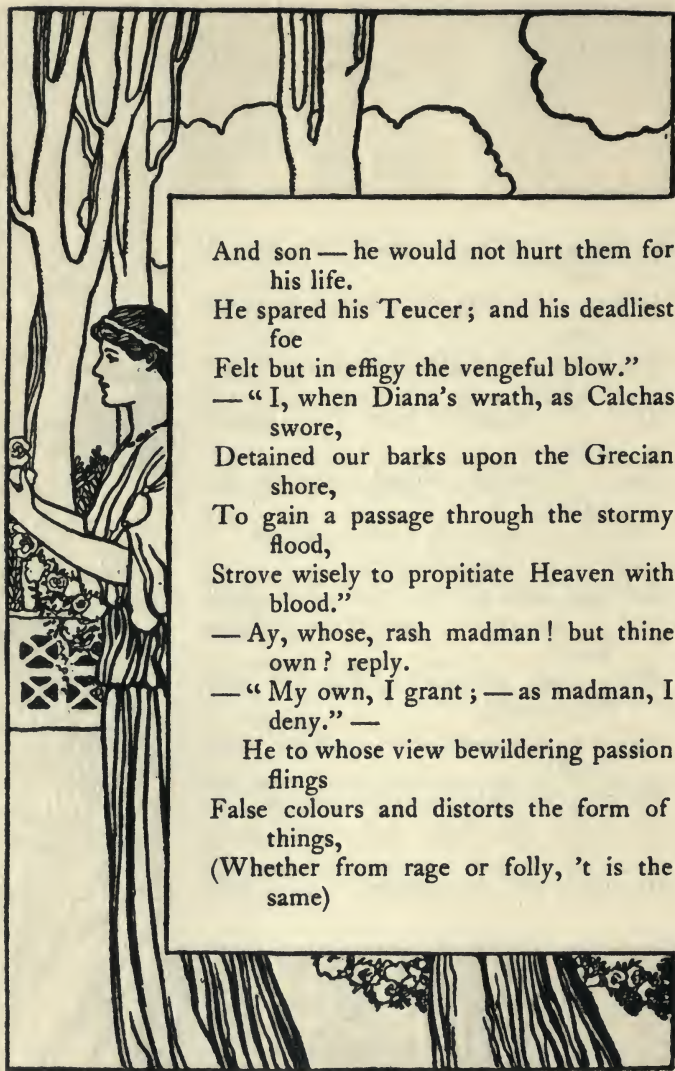 And son — he would not hurt them for
his life.
He spared his Teucer; and his deadliest
foe
Felt but in effigy the vengeful blow.”
— “ I, when Diana's wrath, as Calchas
swore,
Detained our barks upon the Grecian
shore,
To gain a passage through the stormy
flood,
Strove wisely to propitiate Heaven with
blood.”
— Ay, whose, rash madman! but thine
own? reply.
— “ My own, I grant; — as madman, I
deny.” —
He to whose view bewildering passion
flings
False colours and distorts the form of
things,
(Whether from rage or folly, 't is the
same)